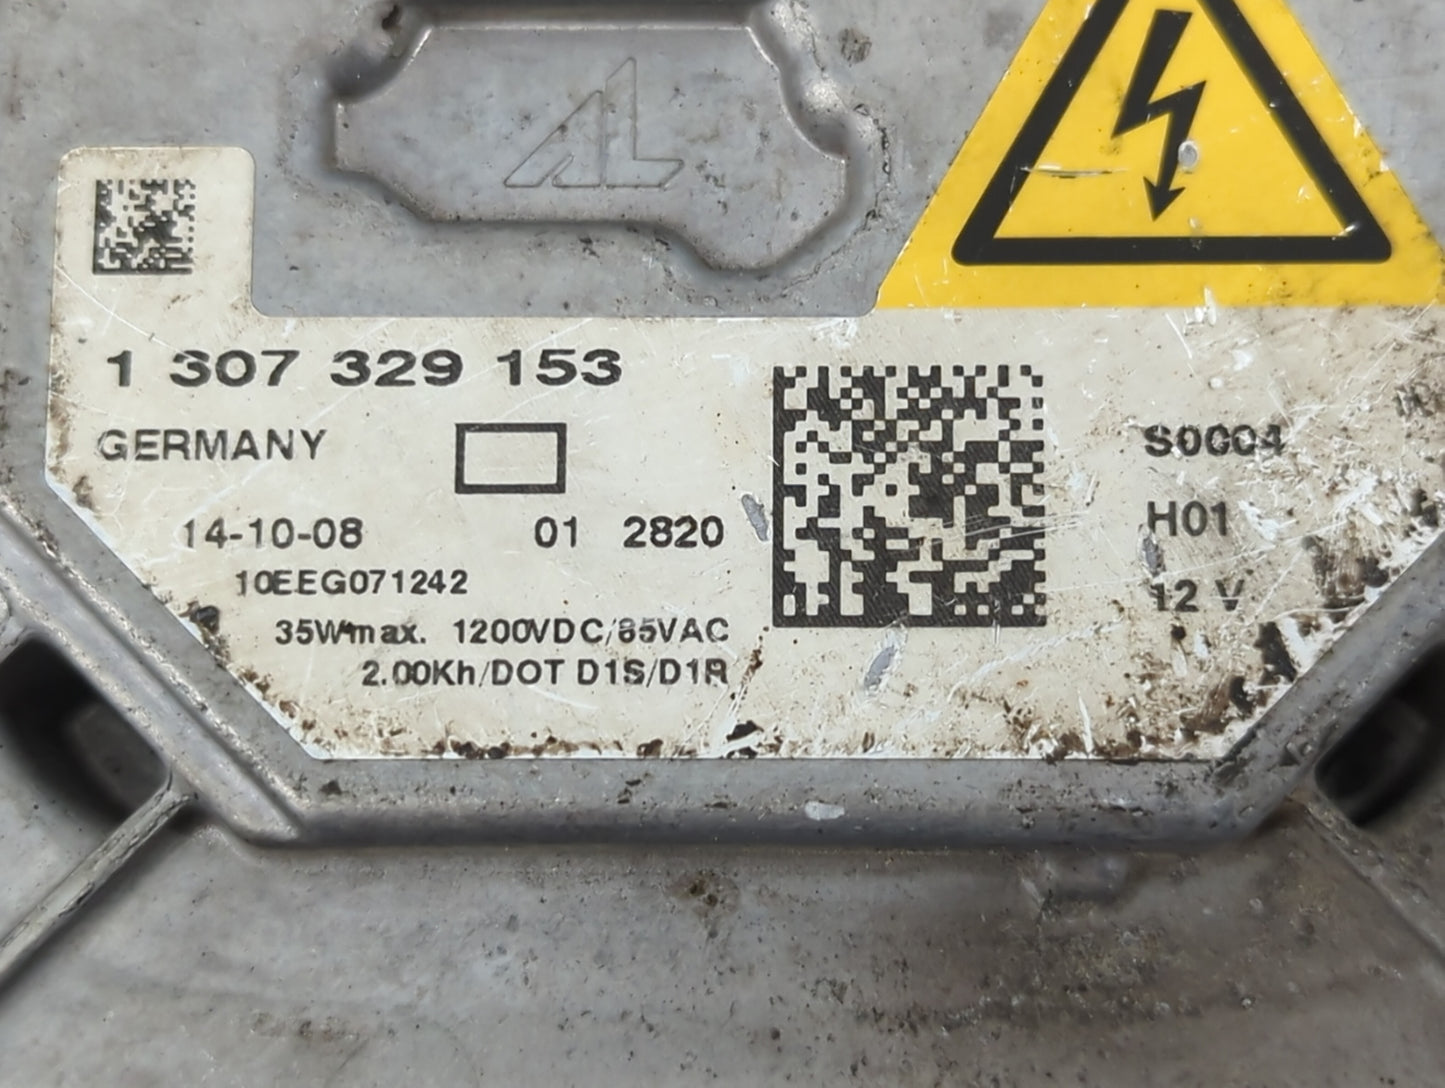 AL
1 307 329 153
GERMANY
14-10-08 01 2820
10EEG071242
35W max. 1200VDC/85VAC
2.00Kh/DOT D1S/D1R
S0004
H01
12 V